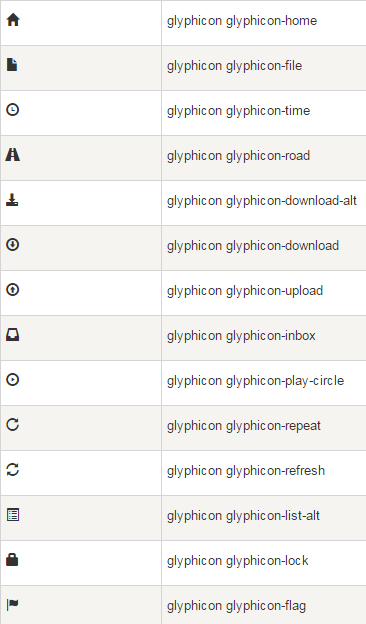 glyphicon glyphicon-home
glyphicon glyphicon-file
glyphicon glyphicon-time
glyphicon glyphicon-road
glyphicon glyphicon-download-alt
glyphicon glyphicon-download
glyphicon glyphicon-upload
glyphicon glyphicon-inbox
glyphicon glyphicon-play-circle
glyphicon glyphicon-repeat
glyphicon glyphicon-refresh
glyphicon glyphicon-list-alt
glyphicon glyphicon-lock
glyphicon glyphicon-flag